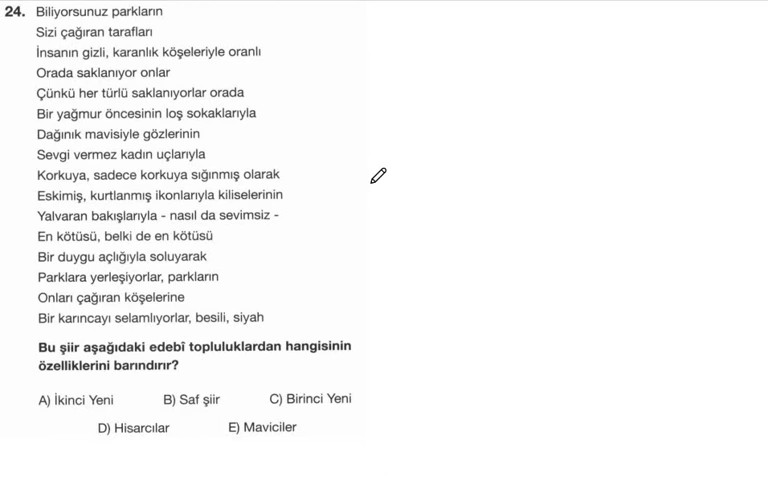 24. Biliyorsunuz parkların
Sizi çağıran tarafları
İnsanın gizli, karanlık köşeleriyle oranlı
Orada saklanıyor onlar
Çünkü her türlü saklanıyorlar orada
Bir yağmur öncesinin loş sokaklarıyla
Dağınık mavisiyle gözlerinin
Sevgi vermez kadın uçlarıyla
Korkuya, sadece korkuya sığınmış olarak
Eskimiş, kurtlanmış ikonlarıyla kiliselerinin
Yalvaran bakışlarıyla - nasıl da sevimsiz -
En kötüsü, belki de en kötüsü
Bir duygu açlığıyla soluyarak
Parklara yerleşiyorlar, parkların
Onları çağıran köşelerine
Bir karıncayı selamlıyorlar, besili, siyah
Bu şiir aşağıdaki edebî topluluklardan hangisinin
özelliklerini barındırır?
A) İkinci Yeni B) Saf şiir C) Birinci Yeni
D) Hisarcılar E) Maviciler